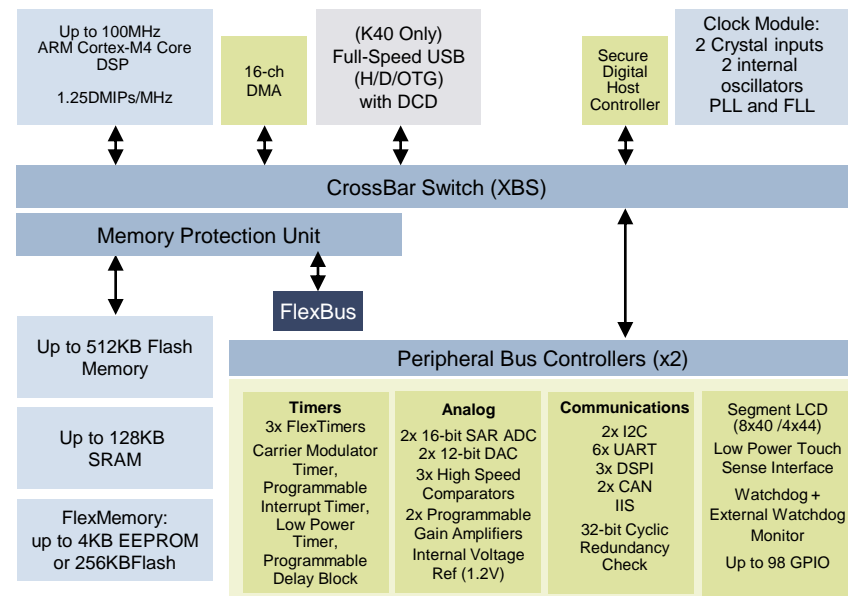 Up to 100MHz
ARM Cortex-M4 Core
DSP
1.25DMIPs/MHz
16-ch
DMA
(K40 Only)
Full-Speed USB
(H/D/OTG)
with DCD
Secure
Digital
Host
Controller
Clock Module:
2 Crystal inputs
2 internal
oscillators
PLL and FLL
CrossBar Switch (XBS)
Memory Protection Unit
FlexBus
Up to 512KB Flash
Memory
Up to 128KB
SRAM
FlexMemory:
up to 4KB EEPROM
or 256KBFlash
Peripheral Bus Controllers (x2)
Timers
3x FlexTimers
Carrier Modulator
Timer,
Programmable
Interrupt Timer,
Low Power
Timer,
Programmable
Delay Block
Analog
2x 16-bit SAR ADC
2x 12-bit DAC
3x High Speed
Comparators
2x Programmable
Gain Amplifiers
Internal Voltage
Ref (1.2V)
Communications
2x I2C
6x UART
3x DSPI
2x CAN
IIS
32-bit Cyclic
Redundancy
Check
Segment LCD
(8x40 /4x44)
Low Power Touch
Sense Interface
Watchdog +
External Watchdog
Monitor
Up to 98 GPIO